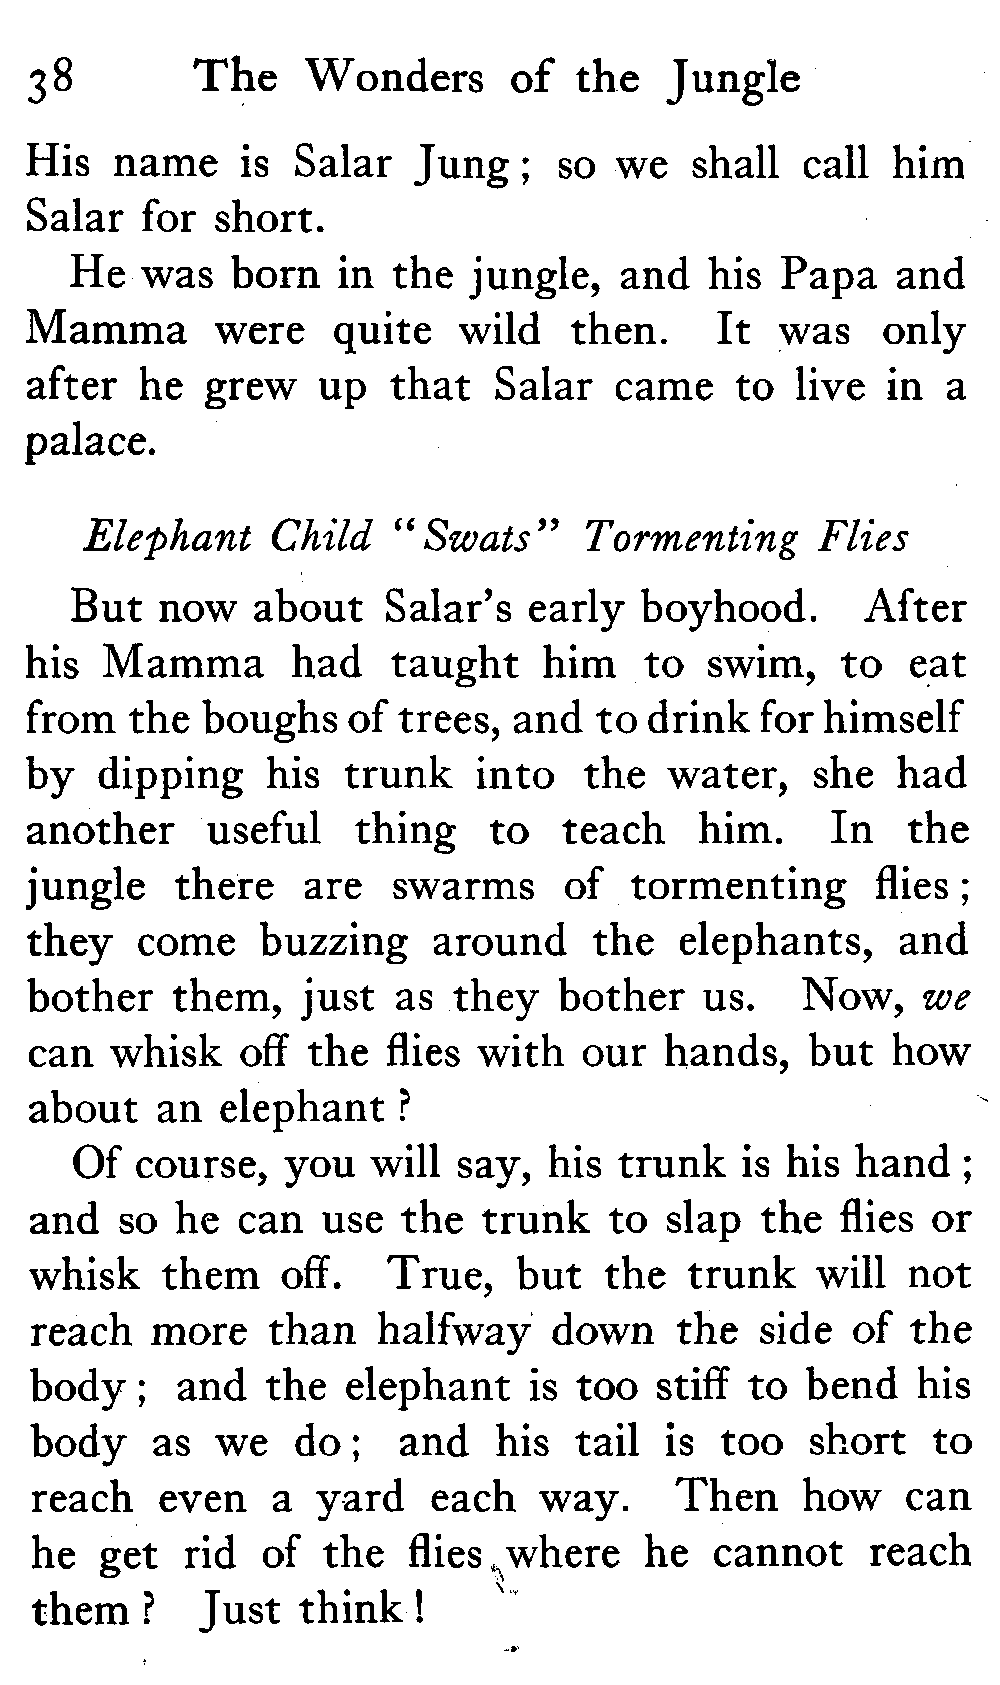 38 The Wonders of the Jungle
His name is Salar Jung; so we shall call him
Salar for short.
He was born in the jungle, and his Papa and
Mamma were quite wild then. It was only
after he grew up that Salar came to live in a
palace.
Elephant Child "Swats" Tormenting Flies
But now about Salar's early boyhood. After
his Mamma had taught him to swim, to eat
from the boughs of trees, and to drink for himself
by dipping his trunk into the water, she had
another useful thing to teach him. In the
jungle there are swarms of tormenting flies;
they come buzzing around the elephants, and
bother them, just as they bother us. Now, we
can whisk off the flies with our hands, but how
about an elephant?
Of course, you will say, his trunk is his hand;
and so he can use the trunk to slap the flies or
whisk them off. True, but the trunk will not
reach more than halfway down the side of the
body; and the elephant is too stiff to bend his
body as we do; and his tail is too short to
reach even a yard each way. Then how can
he get rid of the flies where he cannot reach
them? Just think!